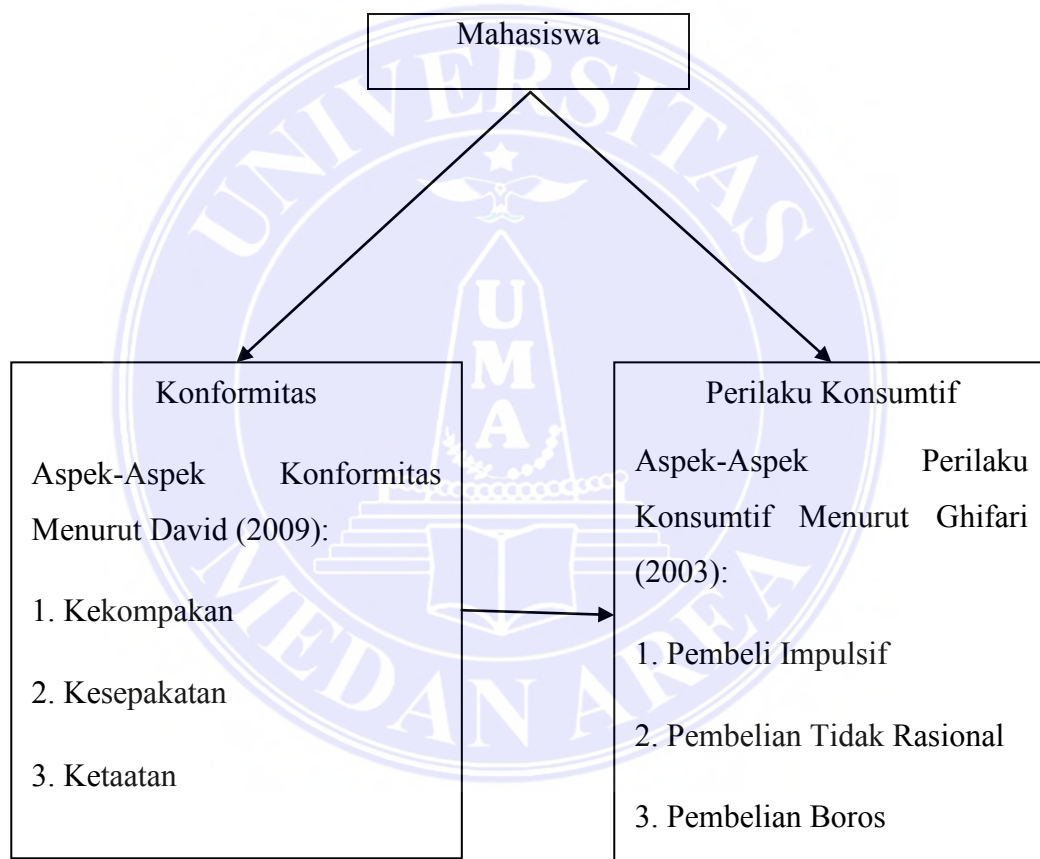 Mahasiswa
UNIVERSITAS
UMA
MEDAN AREA
Konformitas
Aspek-Aspek Konformitas
Menurut David (2009):
1. Kekompakan
2. Kesepakatan
3. Ketaatan
Perilaku Konsumtif
Aspek-Aspek Perilaku
Konsumtif Menurut Ghifari
(2003):
1. Pembeli Impulsif
2. Pembelian Tidak Rasional
3. Pembelian Boros